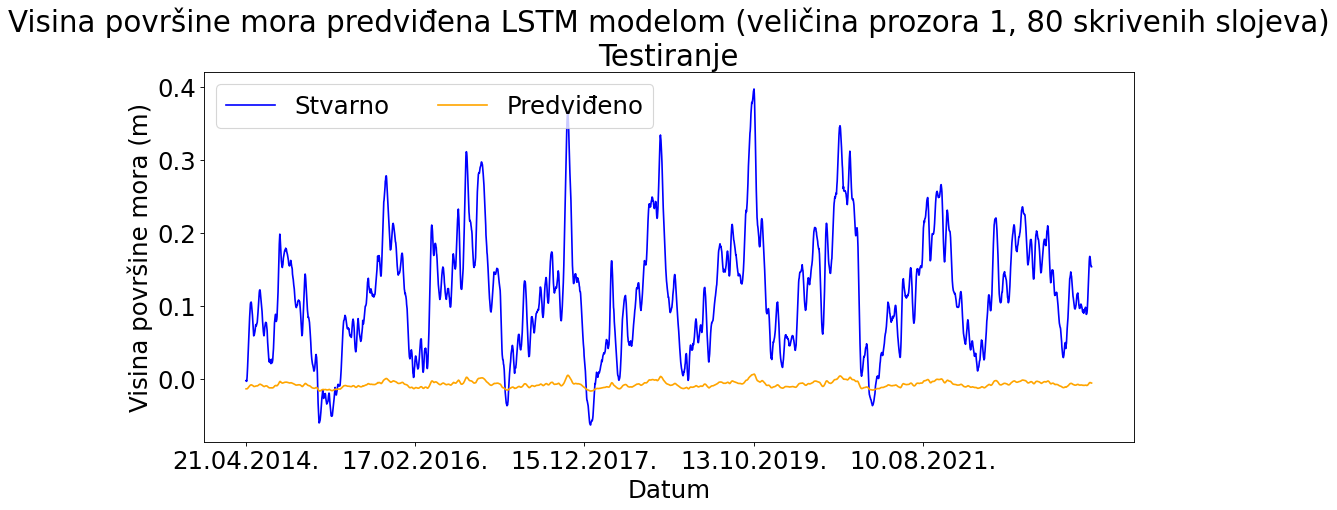 Visina površine mora predviđena LSTM modelom (veličina prozora 1, 80 skrivenih slojeva)
Testiranje
Stvarno Predviđeno
Visina površine mora (m)
0.4
0.3
0.2
0.1
0.0
21.04.2014. 17.02.2016. 15.12.2017. 13.10.2019. 10.08.2021.
Datum